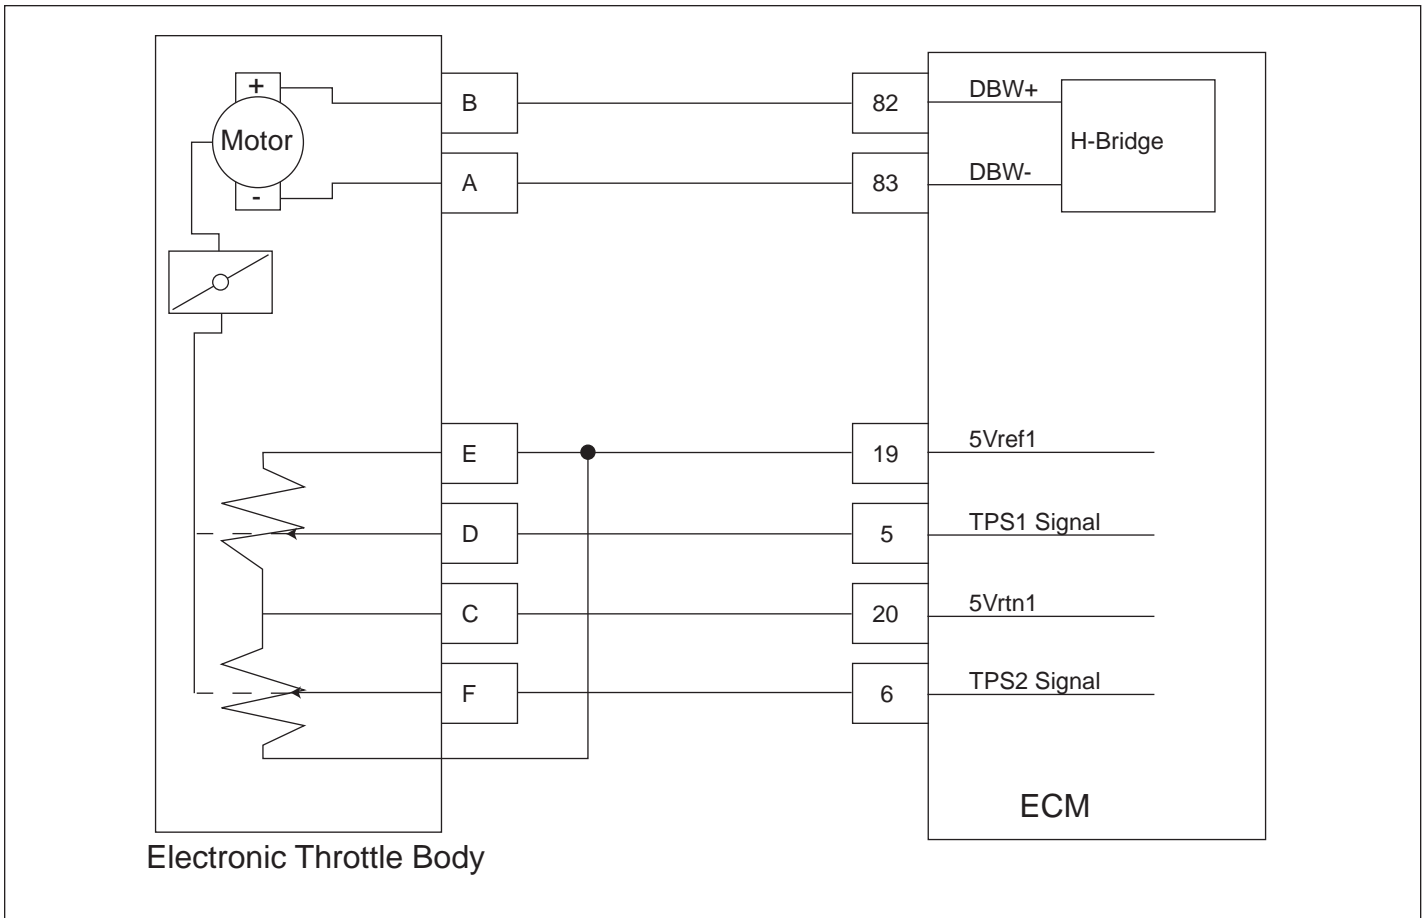 +
Motor
-
B
A
E
D
C
F
82
83
19
5
20
6
DBW+
H-Bridge
DBW-
5Vref1
TPS1 Signal
5Vrtn1
TPS2 Signal
ECM
Electronic Throttle Body